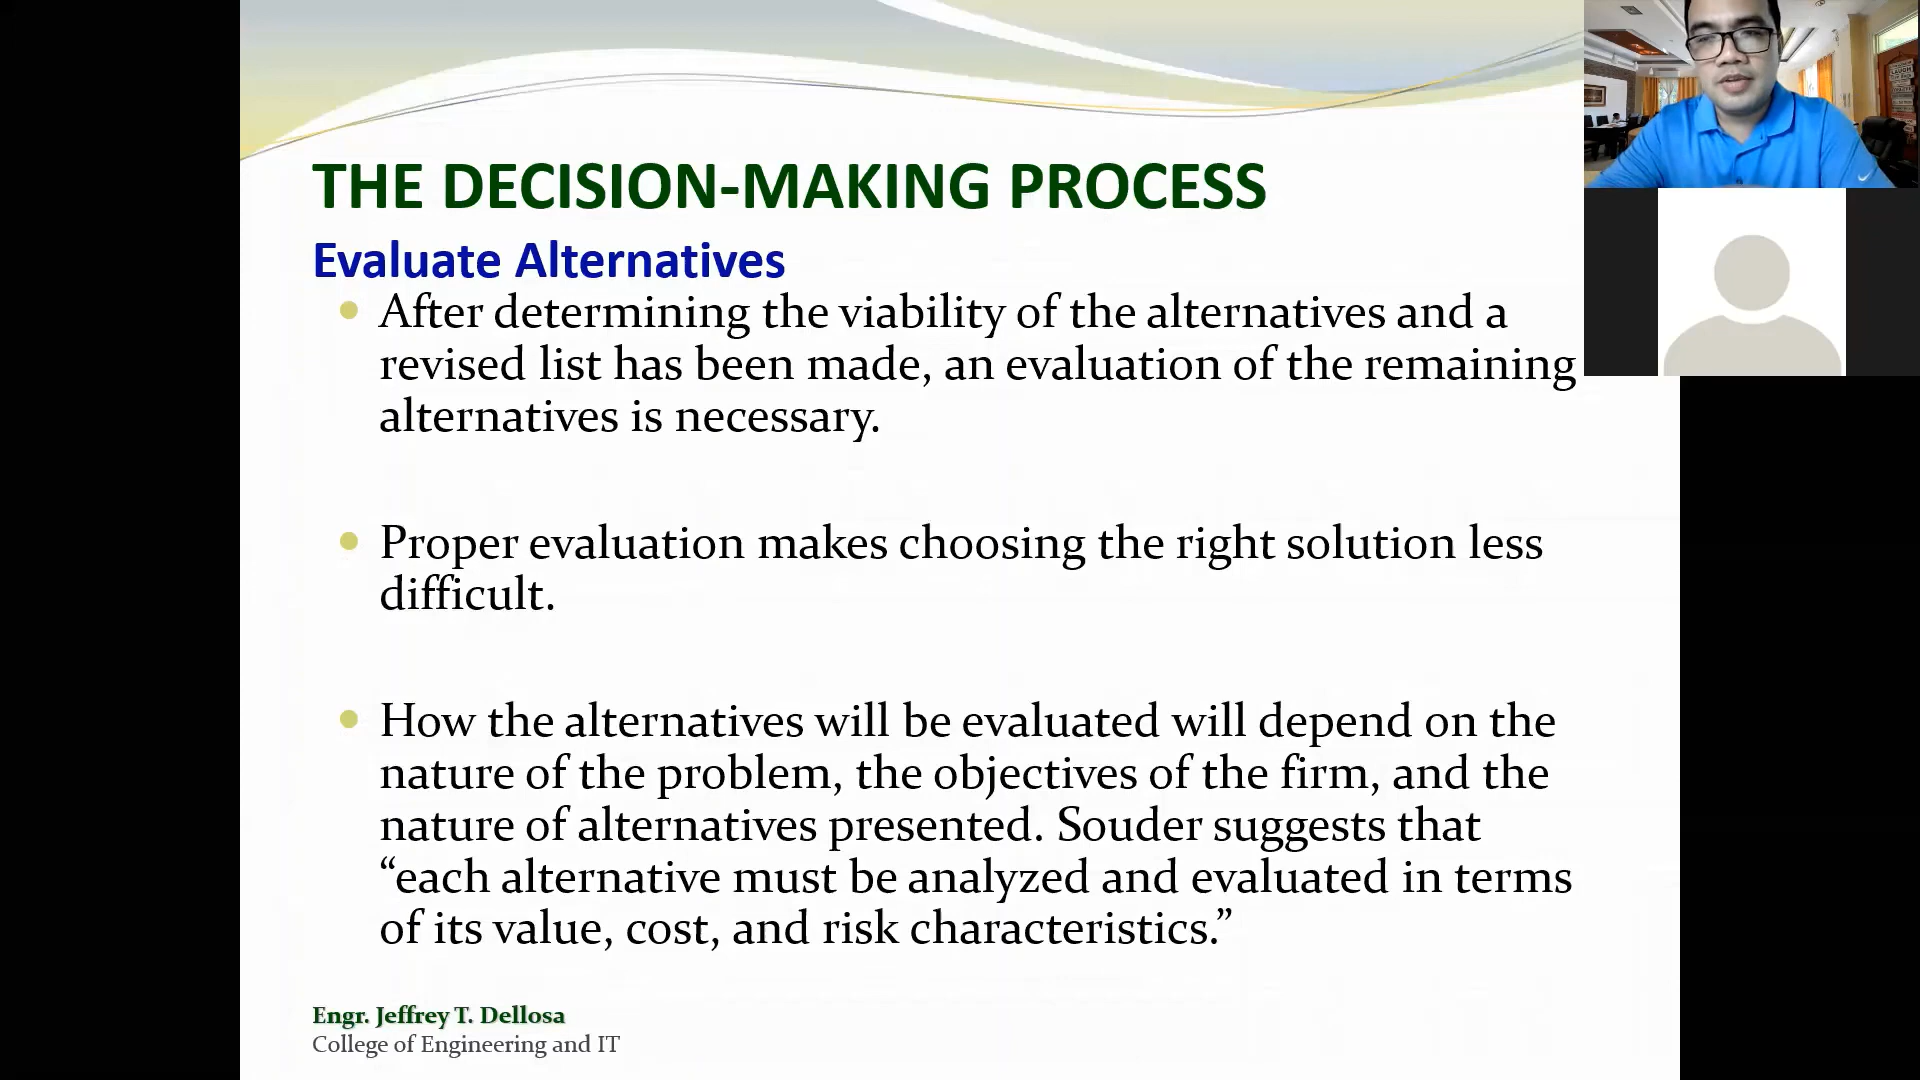 THE DECISION-MAKING PROCESS
Evaluate Alternatives
After determining the viability of the alternatives and a
revised list has been made, an evaluation of the remaining
alternatives is necessary.
Proper evaluation makes choosing the right solution less
difficult.
How the alternatives will be evaluated will depend on the
nature of the problem, the objectives of the firm, and the
nature of alternatives presented. Souder suggests that
“each alternative must be analyzed and evaluated in terms
of its value, cost, and risk characteristics.”
Engr. Jeffrey T. Dellosa
College of Engineering and IT